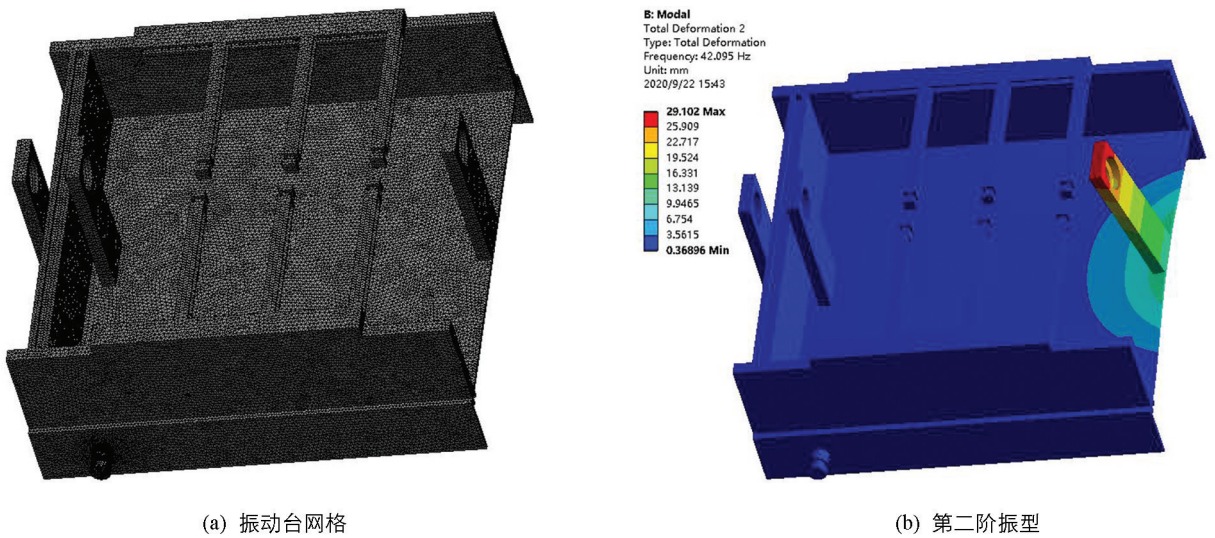 B: Modal
Total Deformation 2
Type: Total Deformation
Frequency: 42.095 Hz
Unit: mm
2020/9/22 15:43
29.102 Max
25.909
22.717
19.524
16.331
13.139
9.9465
6.754
3.5615
0.36896 Min
(a) 振动台网格
(b) 第二阶振型